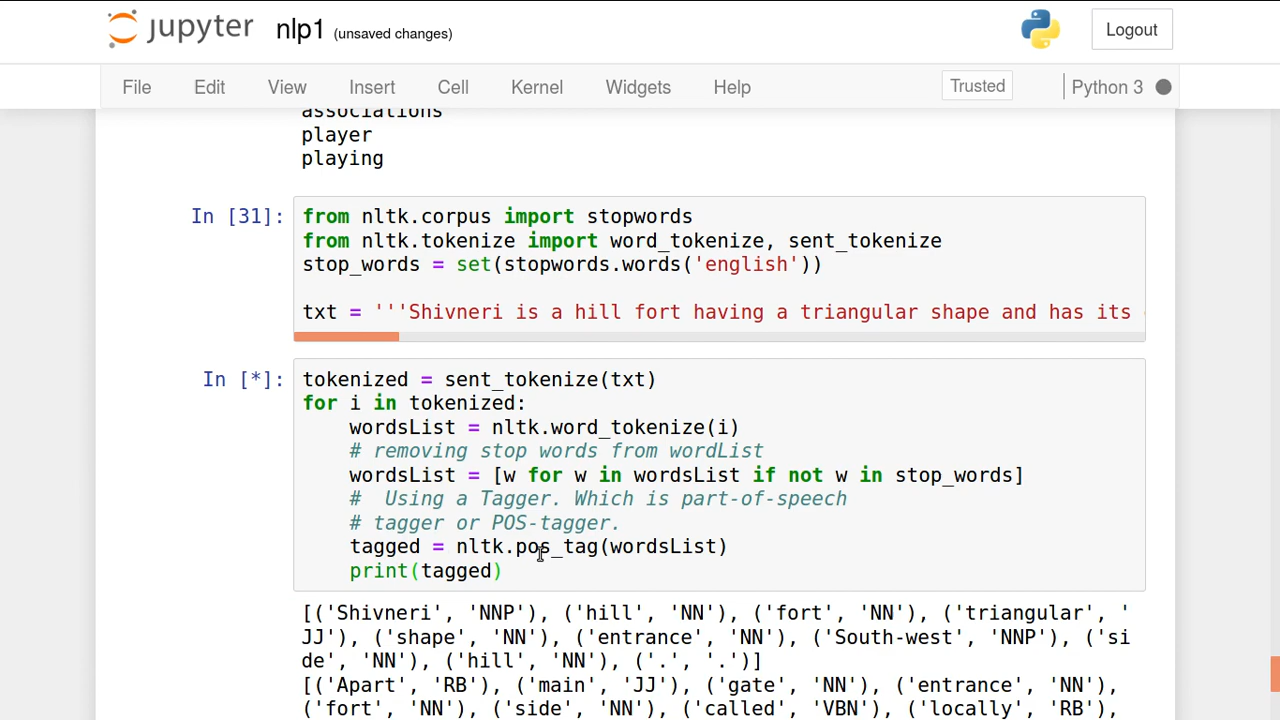 jupyter nlp1 (unsaved changes) Logout
File Edit View Insert Cell Kernel Widgets Help Trusted Python 3
associations
player
playing
In [31]: from nltk.corpus import stopwords
from nltk.tokenize import word_tokenize, sent_tokenize
stop_words = set(stopwords.words('english'))
txt = '''Shivneri is a hill fort having a triangular shape and has its
In [*]: tokenized = sent_tokenize(txt)
for i in tokenized:
    wordsList = nltk.word_tokenize(i)
    # removing stop words from wordList
    wordsList = [w for w in wordsList if not w in stop_words]
    #  Using a Tagger. Which is part-of-speech
    # tagger or POS-tagger.
    tagged = nltk.pos_tag(wordsList)
    print(tagged)
[('Shivneri', 'NNP'), ('hill', 'NN'), ('fort', 'NN'), ('triangular', '
JJ'), ('shape', 'NN'), ('entrance', 'NN'), ('South-west', 'NNP'), ('si
de', 'NN'), ('hill', 'NN'), ('.', '.')]
[('Apart', 'RB'), ('main', 'JJ'), ('gate', 'NN'), ('entrance', 'NN'),
('fort', 'NN'), ('side', 'NN'), ('called', 'VBN'), ('locally', 'RB'),